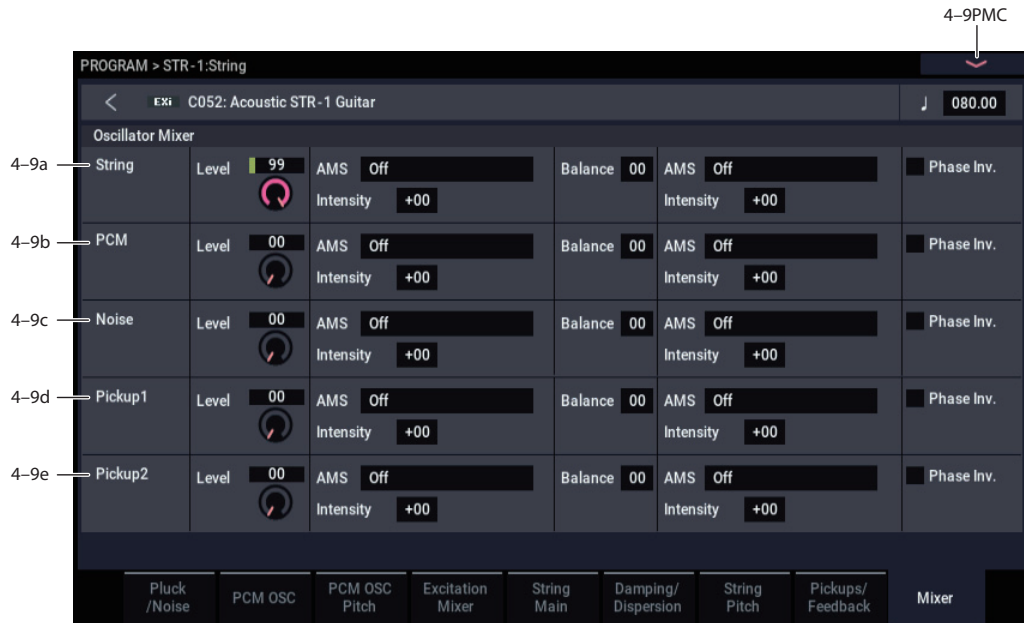 4–9PMC
PROGRAM > STR-1:String
EXi C052: Acoustic STR-1 Guitar ♩ 080.00
Oscillator Mixer
4–9a String Level 99 AMS Off Balance 00 AMS Off Phase Inv.
Intensity +00 Intensity +00
4–9b PCM Level 00 AMS Off Balance 00 AMS Off Phase Inv.
Intensity +00 Intensity +00
4–9c Noise Level 00 AMS Off Balance 00 AMS Off Phase Inv.
Intensity +00 Intensity +00
4–9d Pickup1 Level 00 AMS Off Balance 00 AMS Off Phase Inv.
Intensity +00 Intensity +00
4–9e Pickup2 Level 00 AMS Off Balance 00 AMS Off Phase Inv.
Intensity +00 Intensity +00
Pluck
/Noise
PCM OSC
PCM OSC
Pitch
Excitation
Mixer
String
Main
Damping/
Dispersion
String
Pitch
Pickups/
Feedback
Mixer